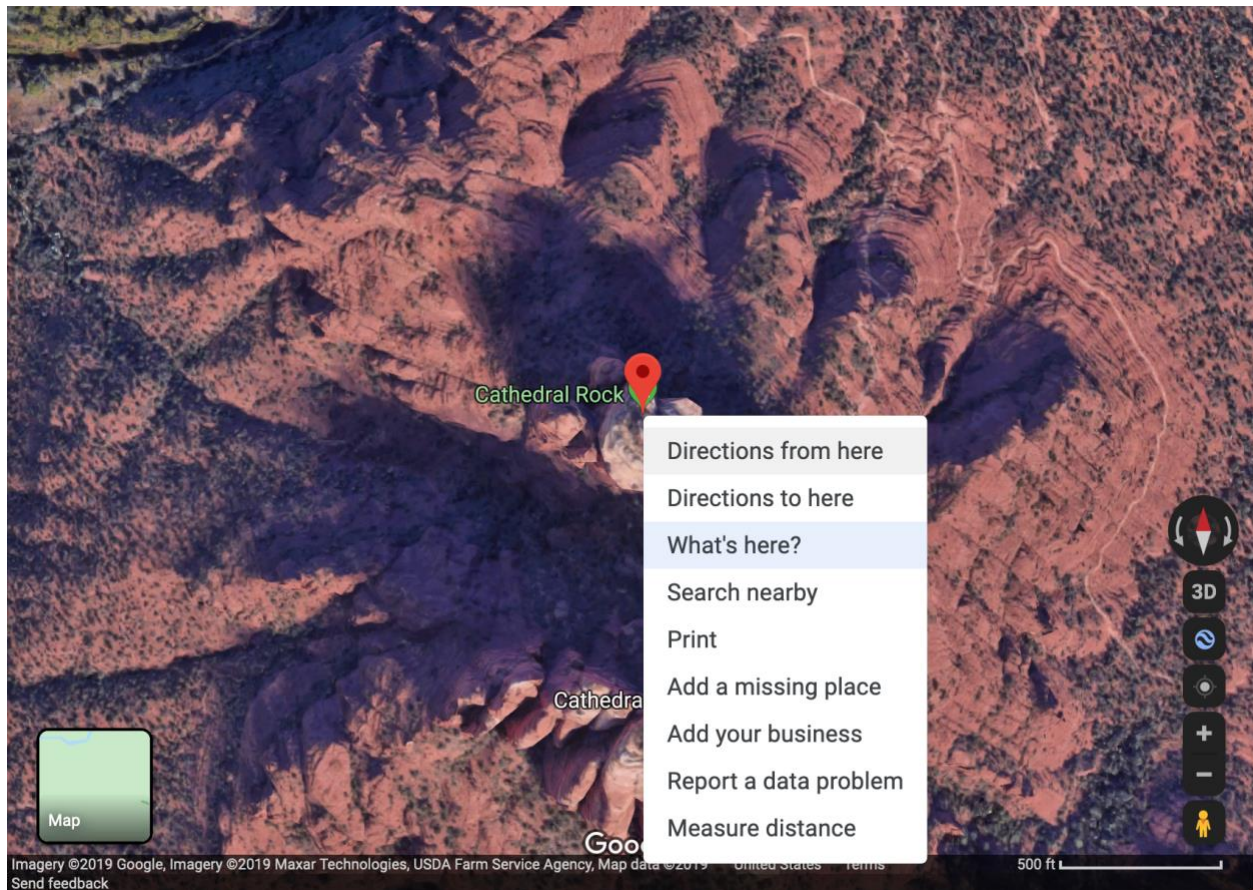 Cathedral Rock
Directions from here
Directions to here
What's here?
Search nearby
Print
Add a missing place
Add your business
Report a data problem
Measure distance
Cathedra
3D
Map
Goo
Imagery ©2019 Google, Imagery ©2019 Maxar Technologies, USDA Farm Service Agency, Map data ©2019 United States Terms 500 ft
Send feedback